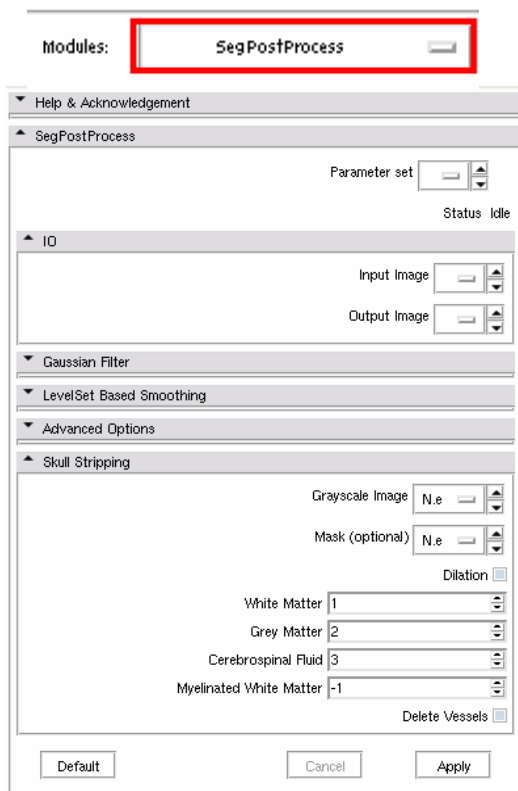 Modules: SegPostProcess
Help & Acknowledgement
SegPostProcess
Parameter set
Status Idle
IO
Input Image
Output Image
Gaussian Filter
LevelSet Based Smoothing
Advanced Options
Skull Stripping
Grayscale Image N.e
Mask (optional) N.e
Dilation
White Matter 1
Grey Matter 2
Cerebrospinal Fluid 3
Myelinated White Matter -1
Delete Vessels
Default Cancel Apply